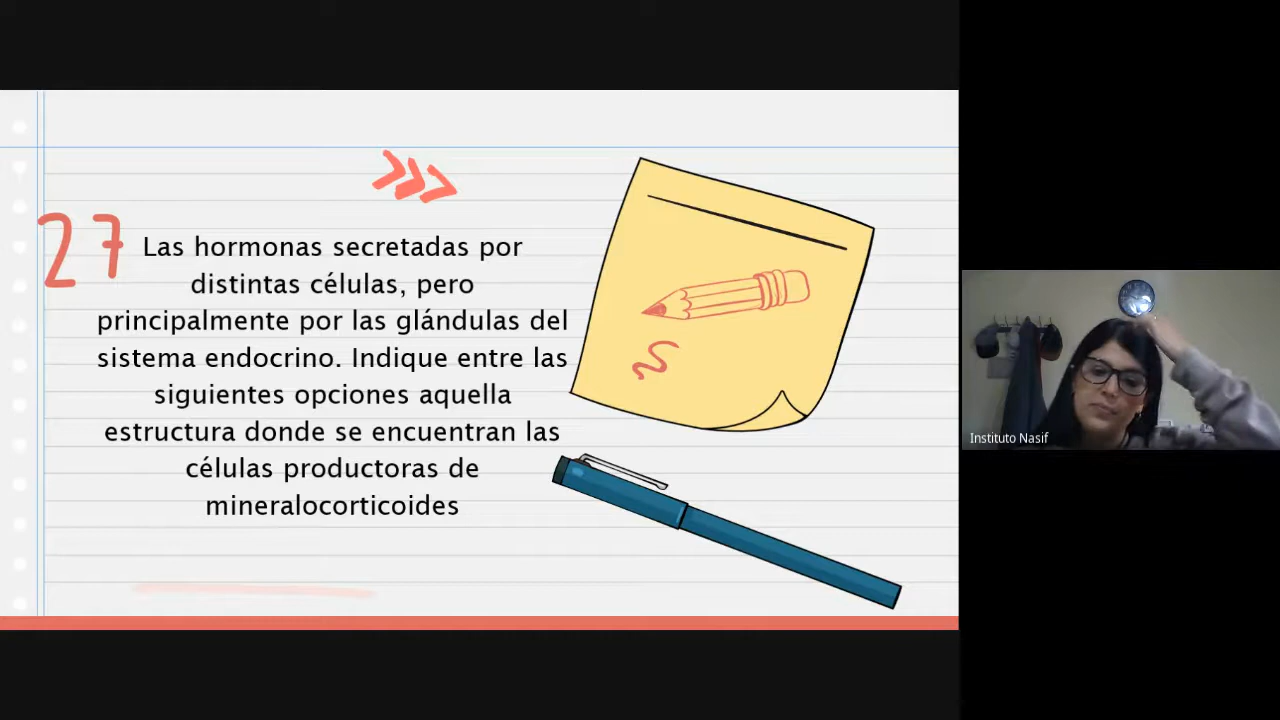 27
Las hormonas secretadas por
distintas células, pero
principalmente por las glándulas del
sistema endocrino. Indique entre las
siguientes opciones aquella
estructura donde se encuentran las
células productoras de
mineralocorticoides
Instituto Nasif